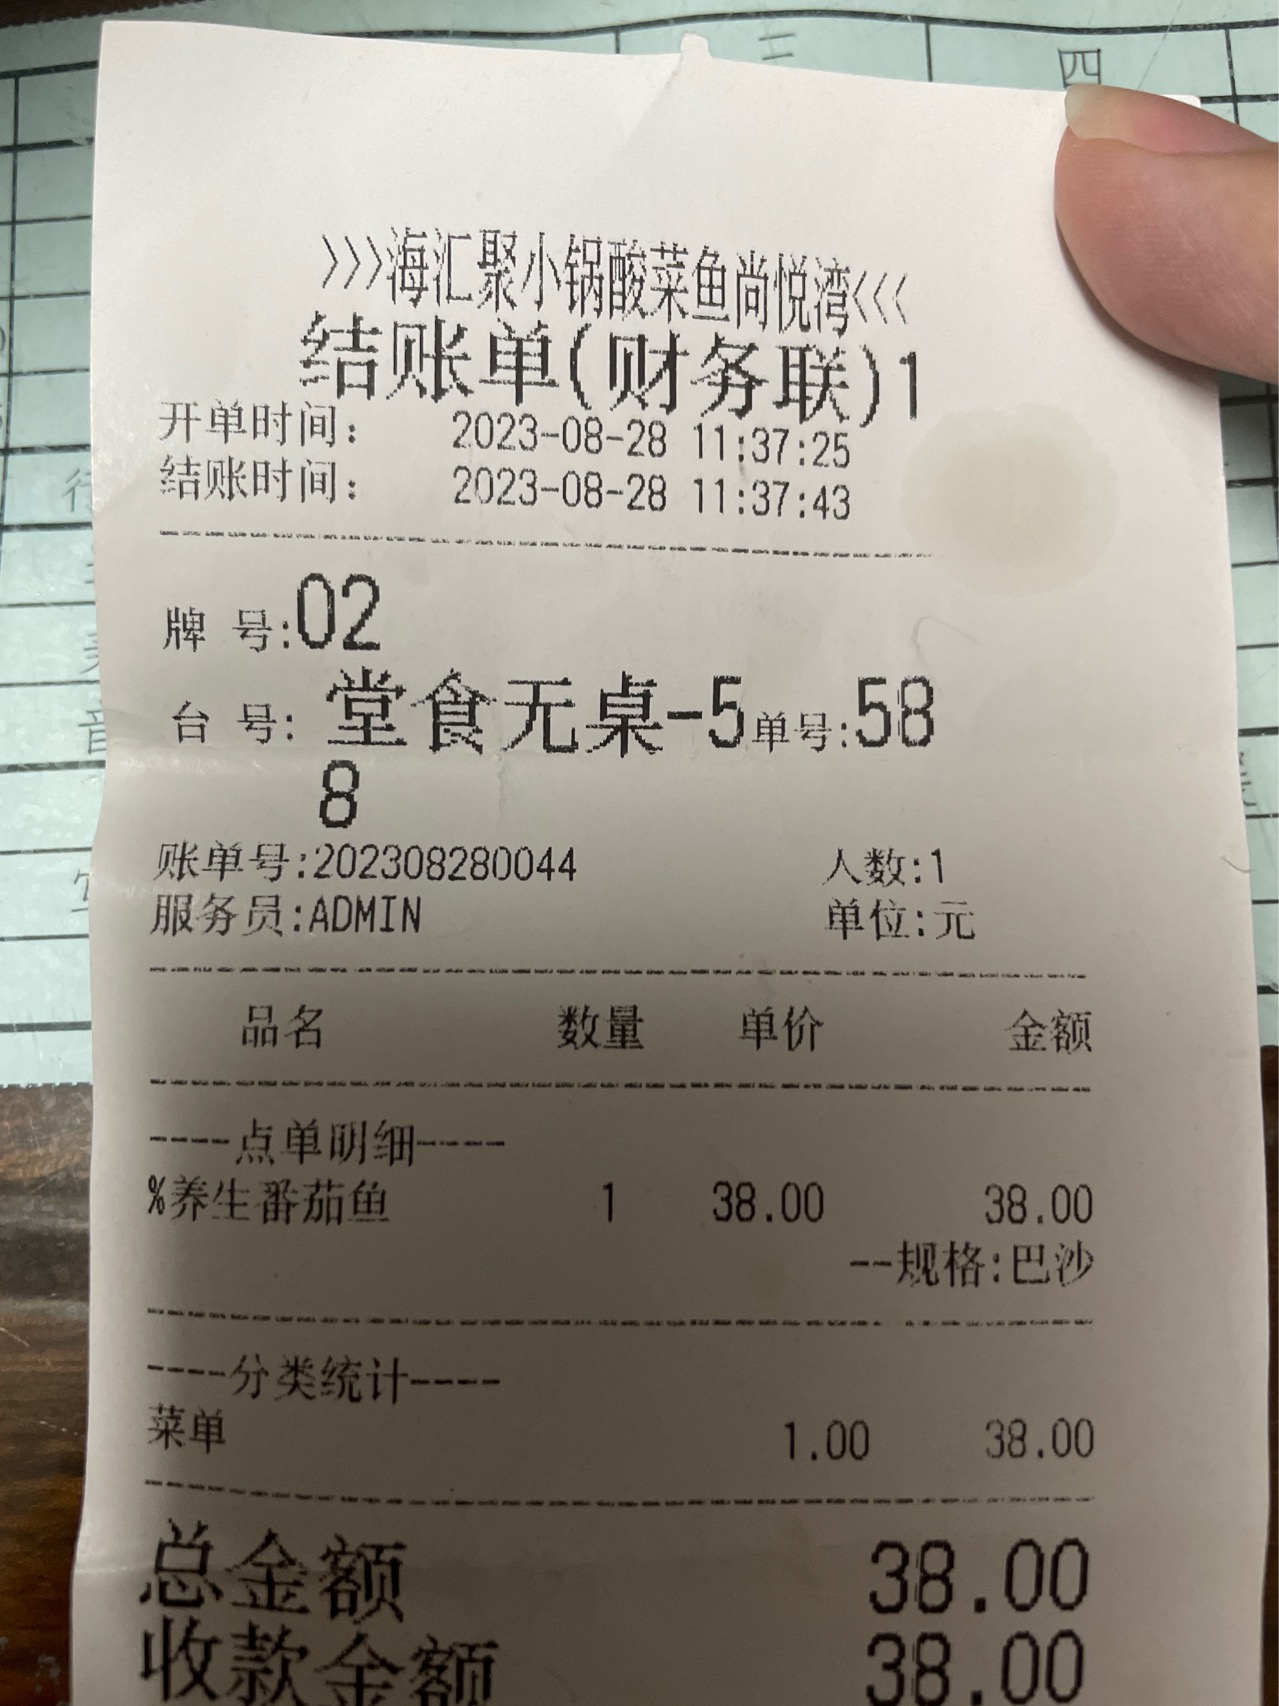 四
>>>海汇聚小锅酸菜鱼尚悦湾<<<
结账单(财务联)1
开单时间: 2023-08-28 11:37:25
结账时间: 2023-08-28 11:37:43
牌 号:02
台 号: 堂食无桌-5单号:58
8
账单号:202308280044 人数:1
服务员:ADMIN 单位:元
品名 数量 单价 金额
----点单明细----
%养生番茄鱼 1 38.00 38.00
--规格:巴沙
----分类统计----
菜单 1.00 38.00
总金额 38.00
收款金额 38.00